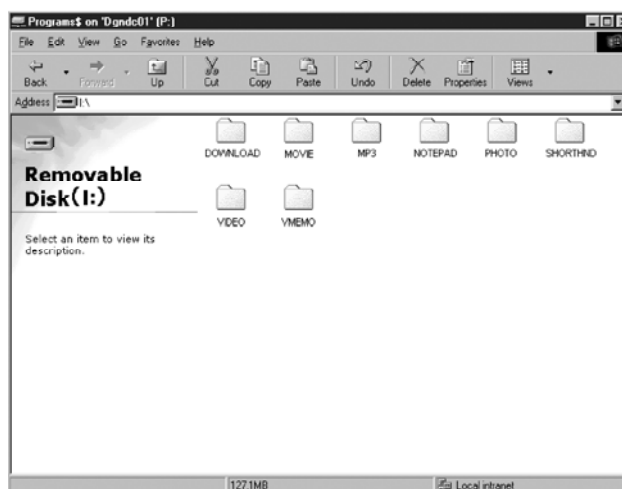 Programs$ on 'Dgndc01' (P:)
File Edit View Go Favorites Help
Back Forward Up Cut Copy Paste Undo Delete Properties Views
Address I:\
Removable
Disk(I:)
Select an item to view its
description.
DOWNLOAD MOVIE MP3 NOTEPAD PHOTO SHORTHND
VIDEO VMEMO
127.1MB Local intranet